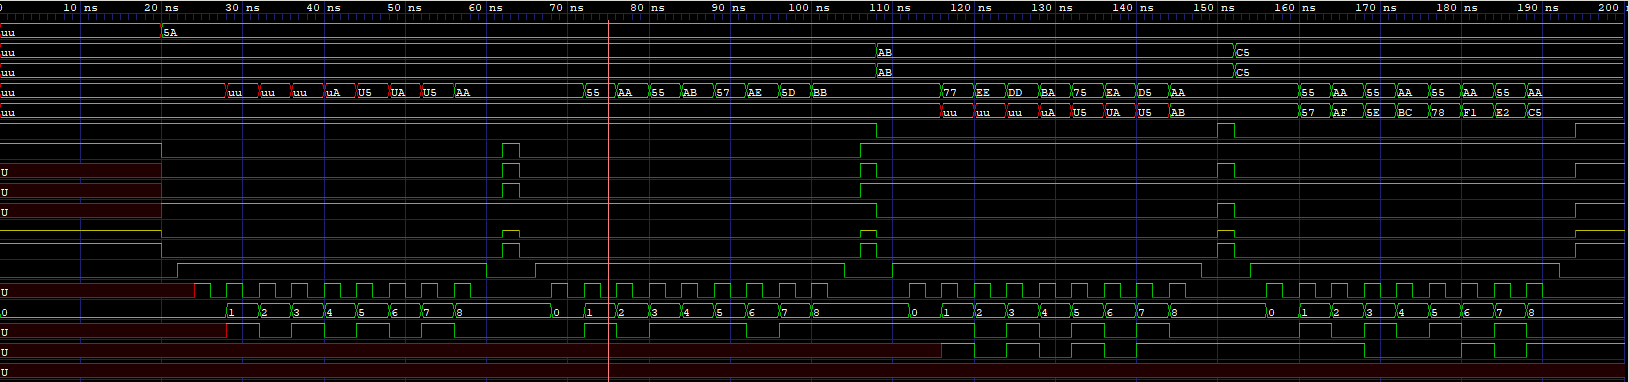 0 10 ns 20 ns 30 ns 40 ns 50 ns 60 ns 70 ns 80 ns 90 ns 100 ns 110 ns 120 ns 130 ns 140 ns 150 ns 160 ns 170 ns 180 ns 190 ns 200 n
uu 5A
uu AB C5
uu AB C5
uu uu uu uu uA U5 UA U5 AA 55 AA 55 AB 57 AE 5D BB 77 EE DD BA 75 EA D5 AA 55 AA 55 AA 55 AA 55 AA
uu uu uu uu uA U5 UA U5 AB 57 AF 5E BC 78 F1 E2 C5
U
U
U
U
0 1 2 3 4 5 6 7 8 0 1 2 3 4 5 6 7 8 0 1 2 3 4 5 6 7 8 0 1 2 3 4 5 6 7 8
U
U
U